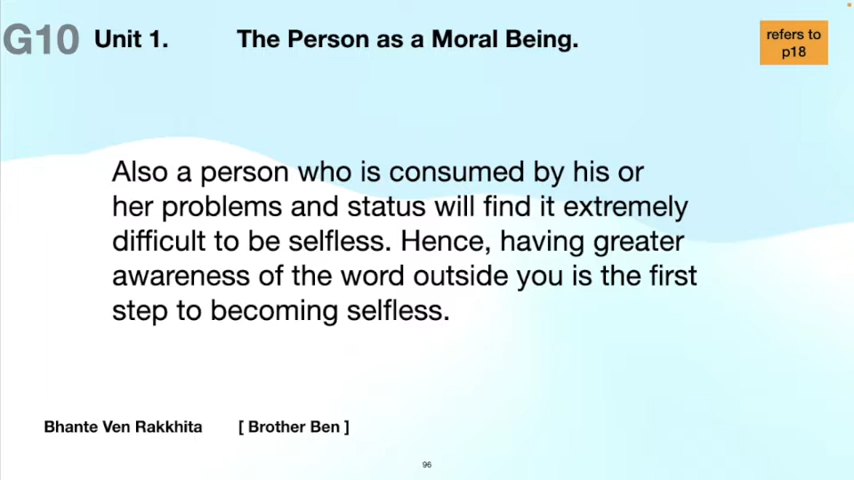 G10 Unit 1. The Person as a Moral Being.
refers to
p18
Also a person who is consumed by his or
her problems and status will find it extremely
difficult to be selfless. Hence, having greater
awareness of the word outside you is the first
step to becoming selfless.
Bhante Ven Rakkhita [ Brother Ben ]
96